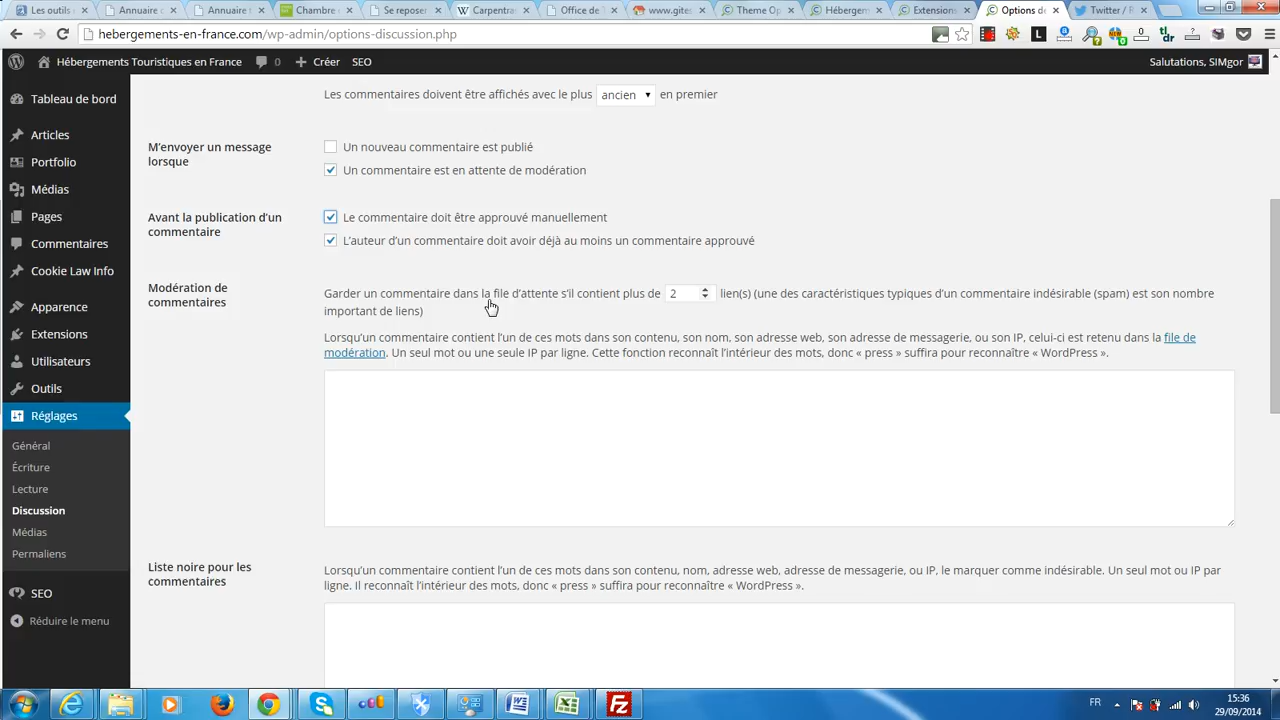 Les outils
Annuaire d
Annuaire t
Chambre
Se reposer
Carpentra
Office de
www.gites
Theme Op
Hébergem
Extensions
Options de
Twitter / R
hebergements-en-france.com/wp-admin/options-discussion.php
Hébergements Touristiques en France 0 Créer SEO Salutations, SIMgor
Tableau de bord
Articles
Portfolio
Médias
Pages
Commentaires
Cookie Law Info
Apparence
Extensions
Utilisateurs
Outils
Réglages
Général
Écriture
Lecture
Discussion
Médias
Permaliens
SEO
Réduire le menu
Les commentaires doivent être affichés avec le plus ancien en premier
M'envoyer un message
lorsque
Un nouveau commentaire est publié
Un commentaire est en attente de modération
Avant la publication d'un
commentaire
Le commentaire doit être approuvé manuellement
L'auteur d'un commentaire doit avoir déjà au moins un commentaire approuvé
Modération de
commentaires
Garder un commentaire dans la file d'attente s'il contient plus de 2 lien(s) (une des caractéristiques typiques d'un commentaire indésirable (spam) est son nombre
important de liens)
Lorsqu'un commentaire contient l'un de ces mots dans son contenu, son nom, son adresse web, son adresse de messagerie, ou son IP, celui-ci est retenu dans la file de
modération. Un seul mot ou une seule IP par ligne. Cette fonction reconnaît l'intérieur des mots, donc « press » suffira pour reconnaître « WordPress ».
Liste noire pour les
commentaires
Lorsqu'un commentaire contient l'un de ces mots dans son contenu, nom, adresse web, adresse de messagerie, ou IP, le marquer comme indésirable. Un seul mot ou IP par
ligne. Il reconnaît l'intérieur des mots, donc « press » suffira pour reconnaître « WordPress ».
FR
15:36
29/09/2014